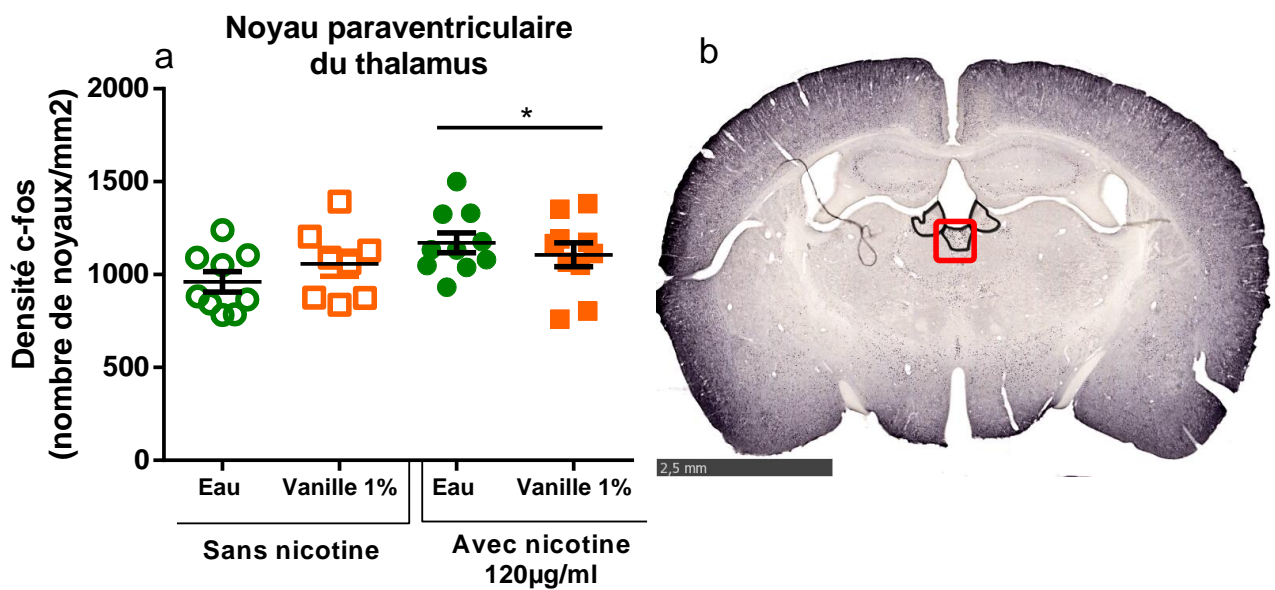 a
Noyau paraventriculaire
du thalamus
b
Densité c-fos
(nombre de noyaux/mm2)
2000
1500
1000
500
0
*
Eau
Vanille 1%
Eau
Vanille 1%
Sans nicotine
Avec nicotine
120µg/ml
2,5 mm